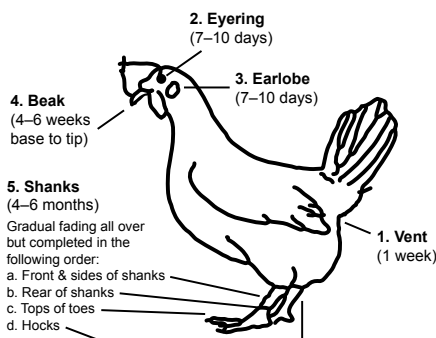 2. Eyering
(7–10 days)
3. Earlobe
(7–10 days)
4. Beak
(4–6 weeks
base to tip)
5. Shanks
(4–6 months)
Gradual fading all over
but completed in the
following order:
a. Front & sides of shanks
b. Rear of shanks
c. Tops of toes
d. Hocks
1. Vent
(1 week)